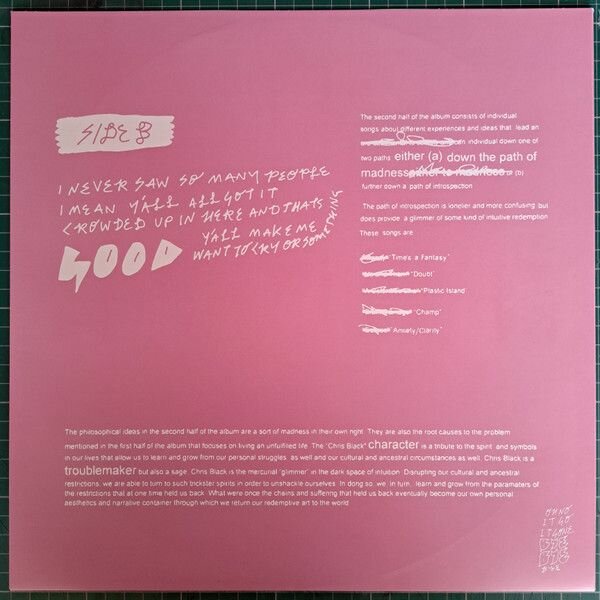 SIDE B
I NEVER SAW SO MANY PEOPLE
I MEAN Y'ALL ALL GOT IT
CROWDED UP IN HERE AND THATS
GOOD Y'ALL MAKE ME
WANT TO CRY OR SOMETHING
The second half of the album consists of individual
songs about different experiences and ideas that lead an
an individual down one of
two paths either (a) down the path of
madness or (b)
further down a path of introspection
The path of introspection is lonelier and more confusing but
does provide a glimmer of some kind of intuitive redemption
These songs are
"Time's a Fantasy"
"Doubt"
"Plastic Island"
"Champ"
"Anxiety/Clarity"
The philosophical ideas in the second half of the album are a sort of madness in their own right. They are also the root causes to the problem
mentioned in the first half of the album that focuses on living an unfulfilled life. The "Chris Black" character is a tribute to the spirit and symbols
in our lives that allow us to learn and grow from our personal struggles as well and our cultural and ancestral circumstances as well. Chris Black is a
troublemaker but also a sage. Chris Black is the mercurial 'glimmer' in the dark space of intuition. Disrupting our cultural and ancestral
restrictions, we are able to turn to such trickster spirits in order to unshackle ourselves. In dong so, we in turn, learn and grow from the paramaters of
the restrictions that at one time held us back. What were once the chains and suffering that held us back eventually become our own personal
aesthetics and narrative container through which we return our redemptive art to the world.
OH NO
IT GO
IT GONE
BYE
BYE